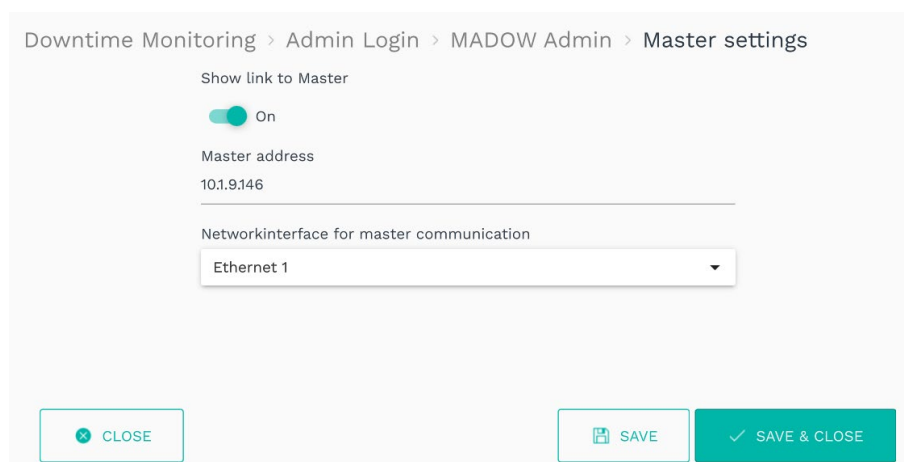 Downtime Monitoring > Admin Login > MADOW Admin > Master settings
Show link to Master
On
Master address
10.1.9.146
Networkinterface for master communication
Ethernet 1
CLOSE
SAVE
SAVE & CLOSE